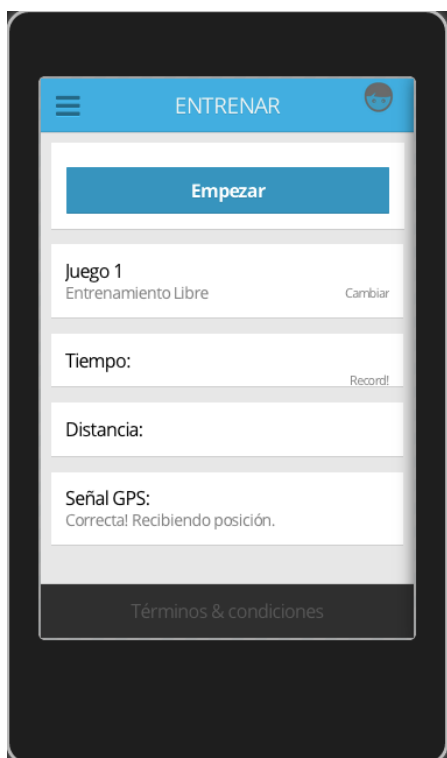 ENTRENAR
Empezar
Juego 1
Entrenamiento Libre
Cambiar
Tiempo:
Record!
Distancia:
Señal GPS:
Correcta! Recibiendo posición.
Términos & condiciones